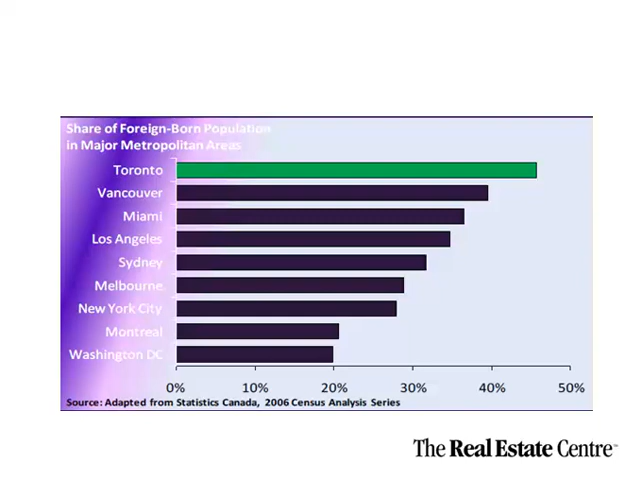 Share of Foreign-Born Population
in Major Metropolitan Areas
Toronto
Vancouver
Miami
Los Angeles
Sydney
Melbourne
New York City
Montreal
Washington DC
0% 10% 20% 30% 40% 50%
Source: Adapted from Statistics Canada, 2006 Census Analysis Series
The Real Estate Centre™